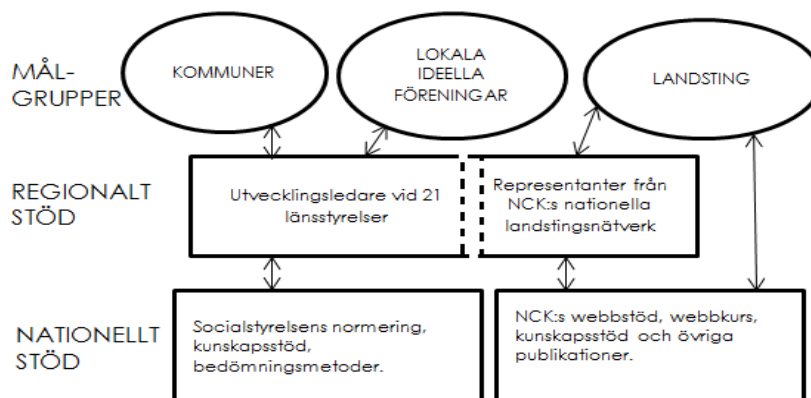 MÅL-
GRUPPER
KOMMUNER
LOKALA
IDEELLA
FÖRENINGAR
LANDSTING
REGIONALT
STÖD
Utvecklingsledare vid 21
länsstyrelser
Representanter från
NCK:s nationella
landstingsnätverk
NATIONELLT
STÖD
Socialstyrelsens normering,
kunskapsstöd,
bedömningsmetoder.
NCK:s webbstöd, webbkurs,
kunskapsstöd och övriga
publikationer.